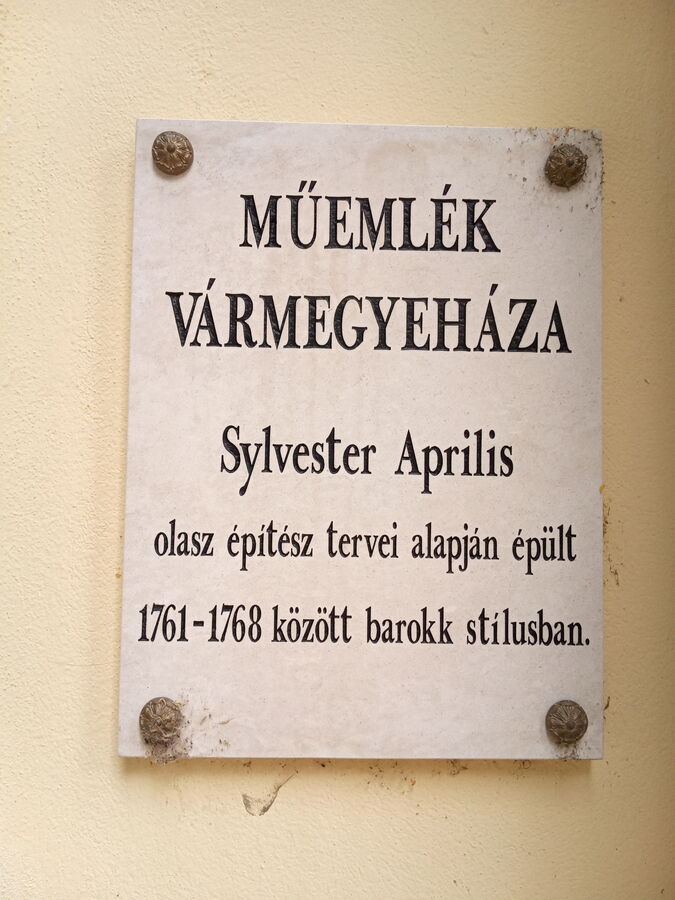 MŰEMLÉK
VÁRMEGYEHÁZA
Sylvester Aprilis
olasz építész tervei alapján épült
1761-1768 között barokk stílusban.